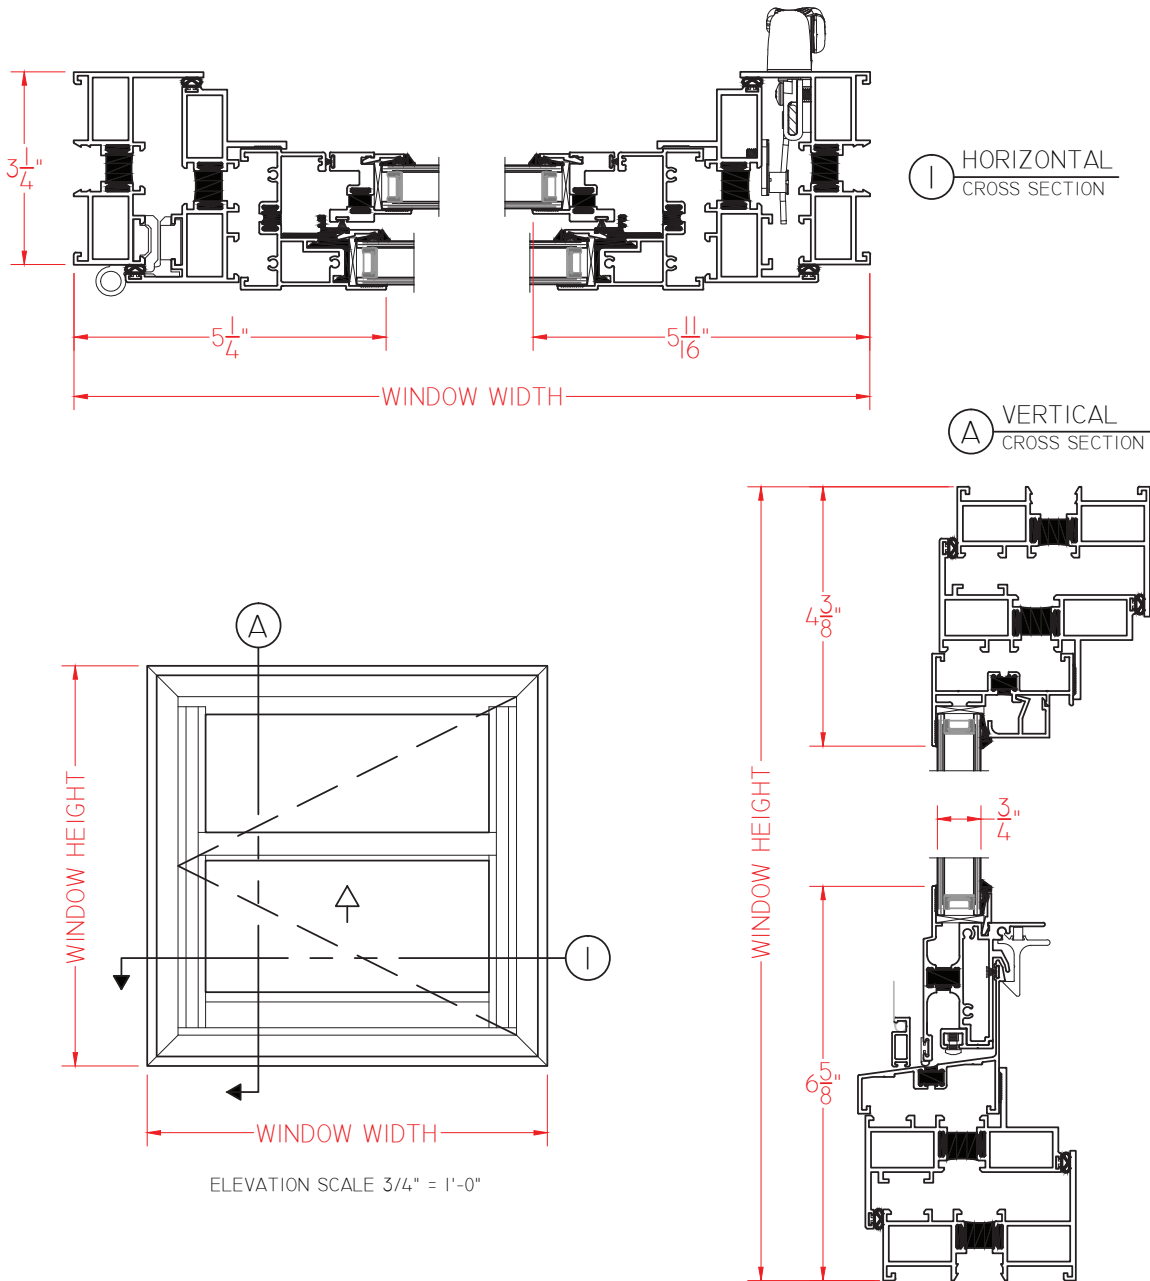 3 1/4"
I
HORIZONTAL
CROSS SECTION
5 1/4"
5 11/16"
WINDOW WIDTH
A
VERTICAL
CROSS SECTION
4 3/8"
A
WINDOW HEIGHT
WINDOW HEIGHT
3/4"
I
6 5/8"
WINDOW WIDTH
ELEVATION SCALE 3/4" = 1'-0"